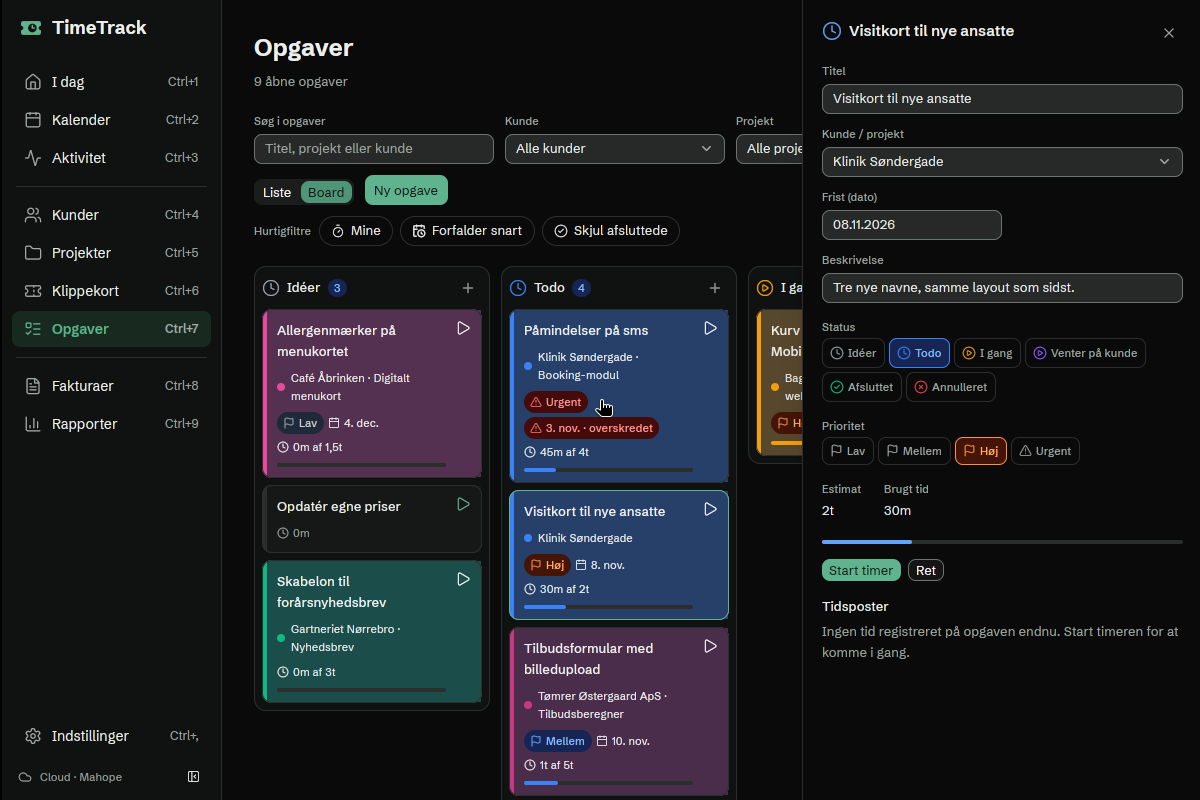 TimeTrack
I dag Ctrl+1
Kalender Ctrl+2
Aktivitet Ctrl+3
Kunder Ctrl+4
Projekter Ctrl+5
Klippekort Ctrl+6
Opgaver Ctrl+7
Fakturaer Ctrl+8
Rapporter Ctrl+9
Indstillinger Ctrl+,
Cloud · Mahope
Opgaver
9 åbne opgaver
Søg i opgaver
Titel, projekt eller kunde
Kunde
Alle kunder
Projekt
Alle proje
Liste
Board
Ny opgave
Hurtigfiltre
Mine
Forfalder snart
Skjul afsluttede
Idéer 3
Allergenmærker på
menukortet
Café Åbrinken · Digitalt
menukort
Lav 4. dec.
0m af 1,5t
Opdatér egne priser
0m
Skabelon til
forårsnyhedsbrev
Gartneriet Nørrebro ·
Nyhedsbrev
0m af 3t
Todo 4
Påmindelser på sms
Klinik Søndergade ·
Booking-modul
Urgent
3. nov. · overskredet
45m af 4t
Visitkort til nye ansatte
Klinik Søndergade
Høj 8. nov.
30m af 2t
Tilbudsformular med
billedupload
Tømrer Østergaard ApS ·
Tilbudsberegner
Mellem 10. nov.
1t af 5t
I ga
Kurv
Mobi
Bag
wel
H
Visitkort til nye ansatte
Titel
Visitkort til nye ansatte
Kunde / projekt
Klinik Søndergade
Frist (dato)
08.11.2026
Beskrivelse
Tre nye navne, samme layout som sidst.
Status
Idéer Todo I gang Venter på kunde
Afsluttet Annulleret
Prioritet
Lav Mellem Høj Urgent
Estimat Brugt tid
2t 30m
Start timer Ret
Tidsposter
Ingen tid registreret på opgaven endnu. Start timeren for at
komme i gang.